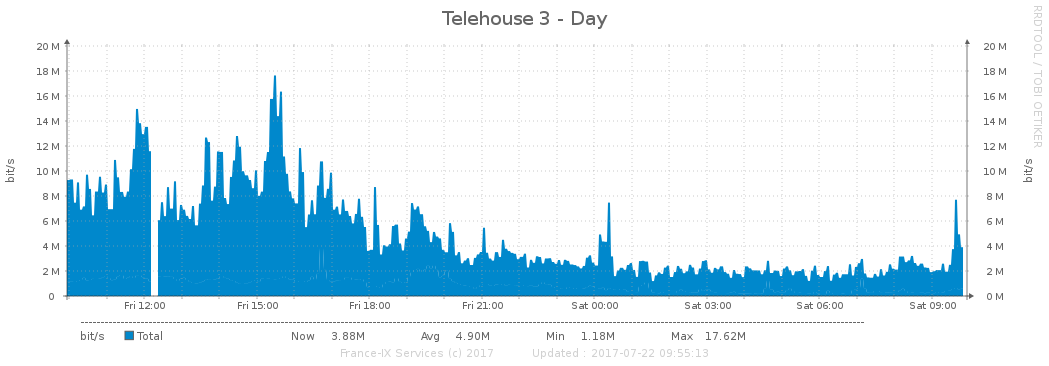 Telehouse 3 - Day
RRDTOOL / TOBI OETIKER
bit/s
20 M
18 M
16 M
14 M
12 M
10 M
8 M
6 M
4 M
2 M
0
20 M
18 M
16 M
14 M
12 M
10 M
8 M
6 M
4 M
2 M
0 M
bit/s
Fri 12:00 Fri 15:00 Fri 18:00 Fri 21:00 Sat 00:00 Sat 03:00 Sat 06:00 Sat 09:00
bit/s Total Now 3.88M Avg 4.90M Min 1.18M Max 17.62M
France-IX Services (c) 2017 Updated : 2017-07-22 09:55:13